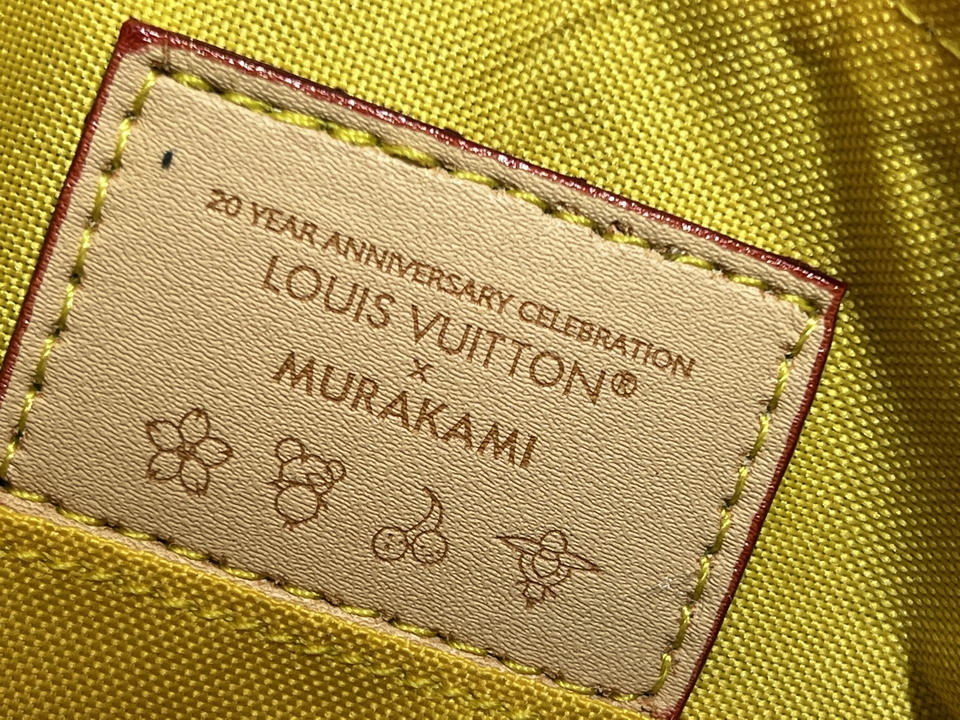 20 YEAR ANNIVERSARY CELEBRATION
LOUIS VUITTON®
x
MURAKAMI